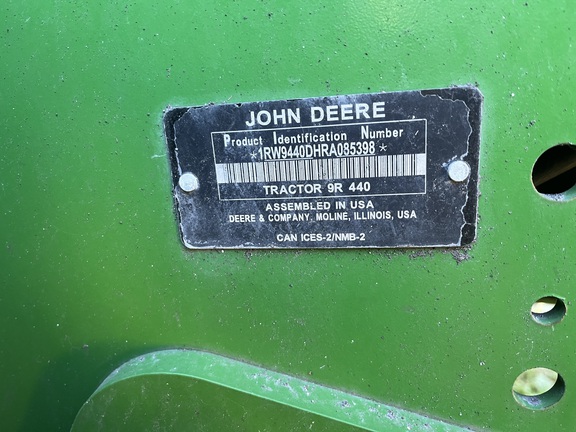 JOHN DEERE
Product Identification Number
*1RW9440DHRA085398*
TRACTOR 9R 440
ASSEMBLED IN USA
DEERE & COMPANY, MOLINE, ILLINOIS, USA
CAN ICES-2/NMB-2